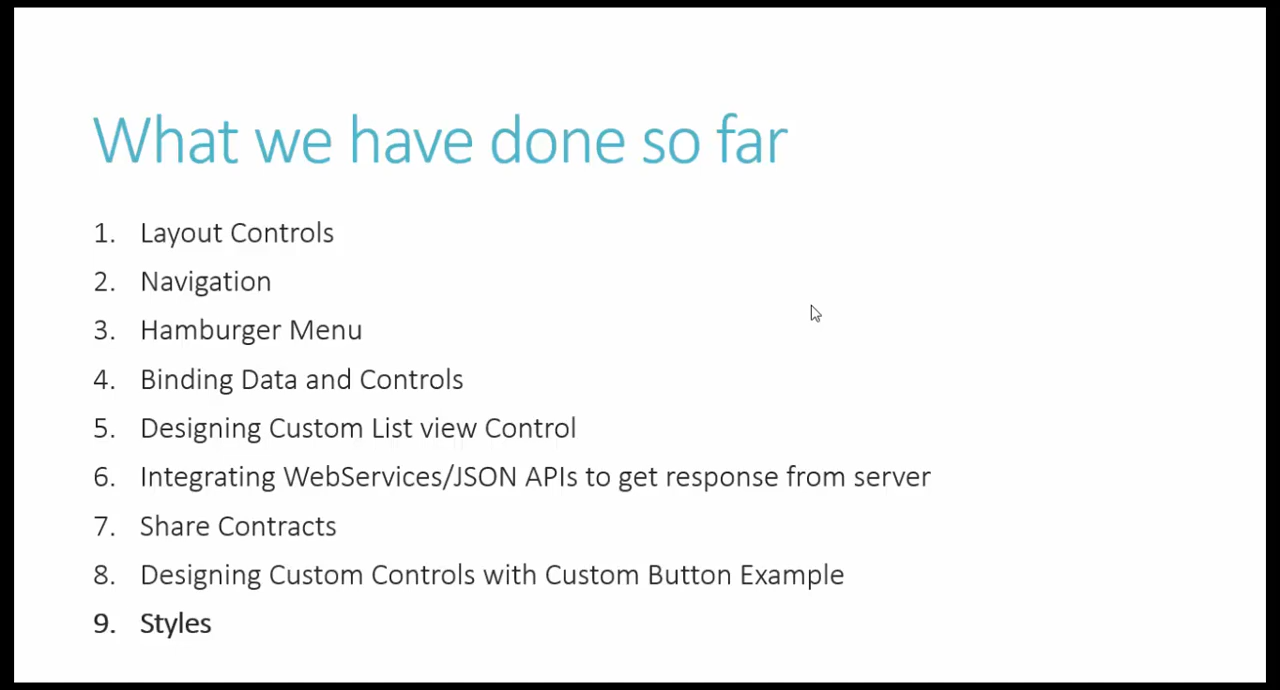 What we have done so far
1. Layout Controls
2. Navigation
3. Hamburger Menu
4. Binding Data and Controls
5. Designing Custom List view Control
6. Integrating WebServices/JSON APIs to get response from server
7. Share Contracts
8. Designing Custom Controls with Custom Button Example
9. Styles